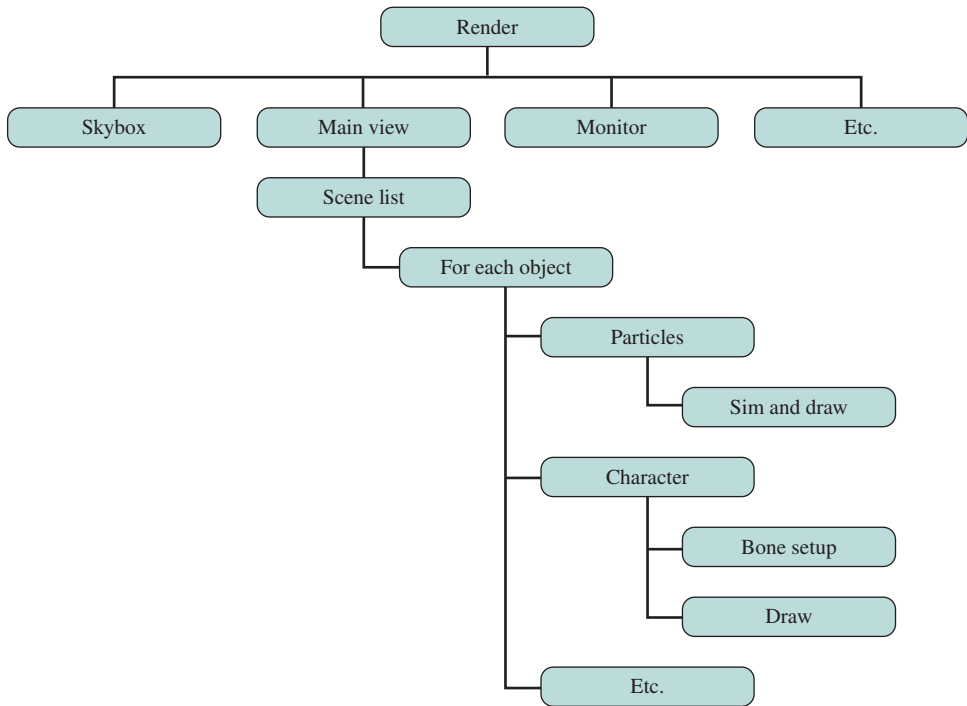 Render
Skybox
Main view
Monitor
Etc.
Scene list
For each object
Particles
Sim and draw
Character
Bone setup
Draw
Etc.